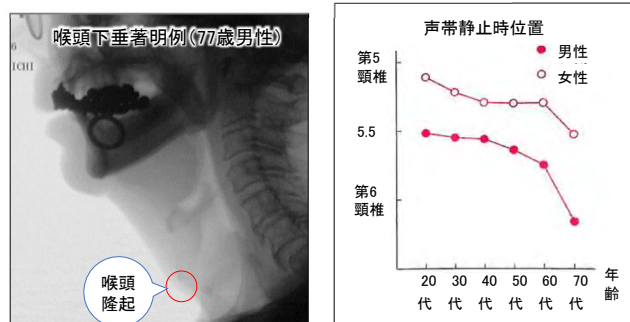 喉頭下垂著明例(77歳男性)
6
ICHI
喉頭
隆起
声帯静止時位置
男性
女性
第5
頸椎
5.5
第6
頸椎
20
代
30
代
40
代
50
代
60
代
70
代
年
齢